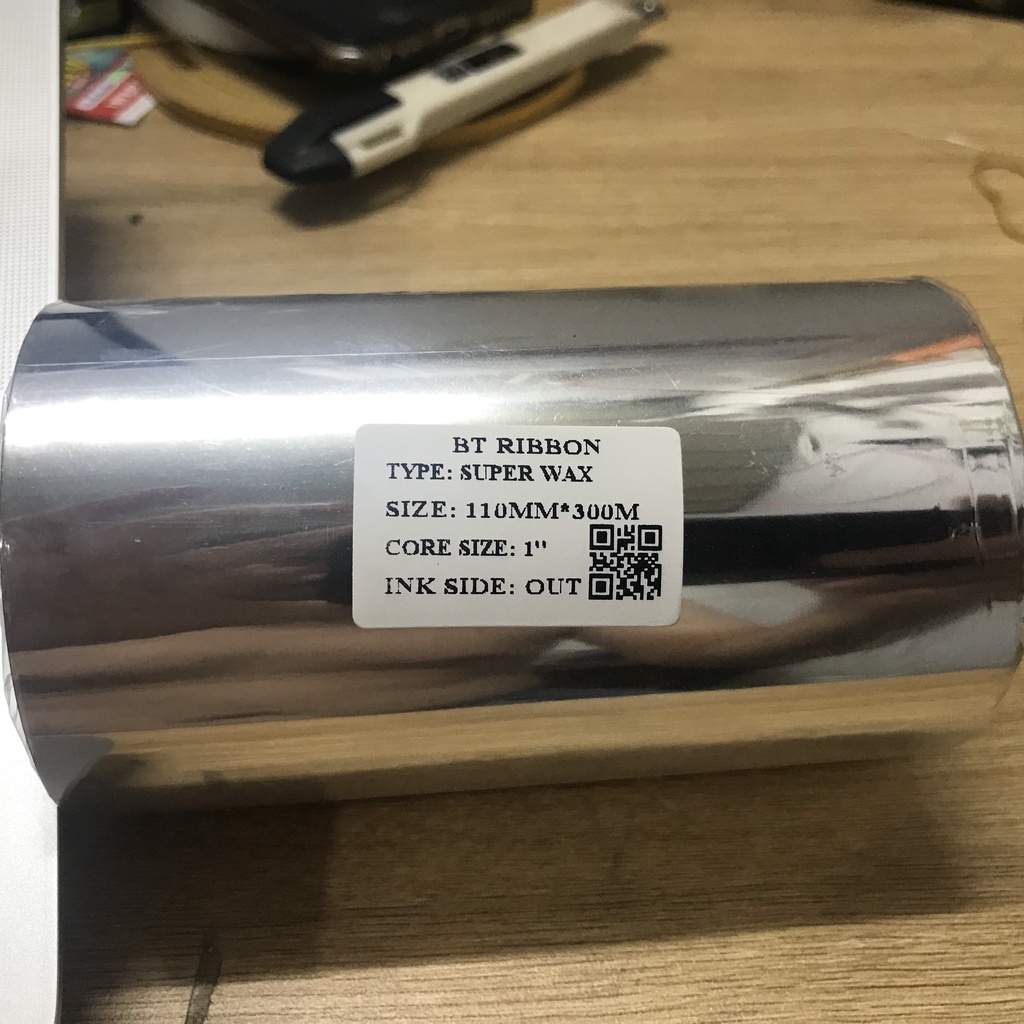 BT RIBBON
TYPE: SUPER WAX
SIZE: 110MM*300M
CORE SIZE: 1"
INK SIDE: OUT